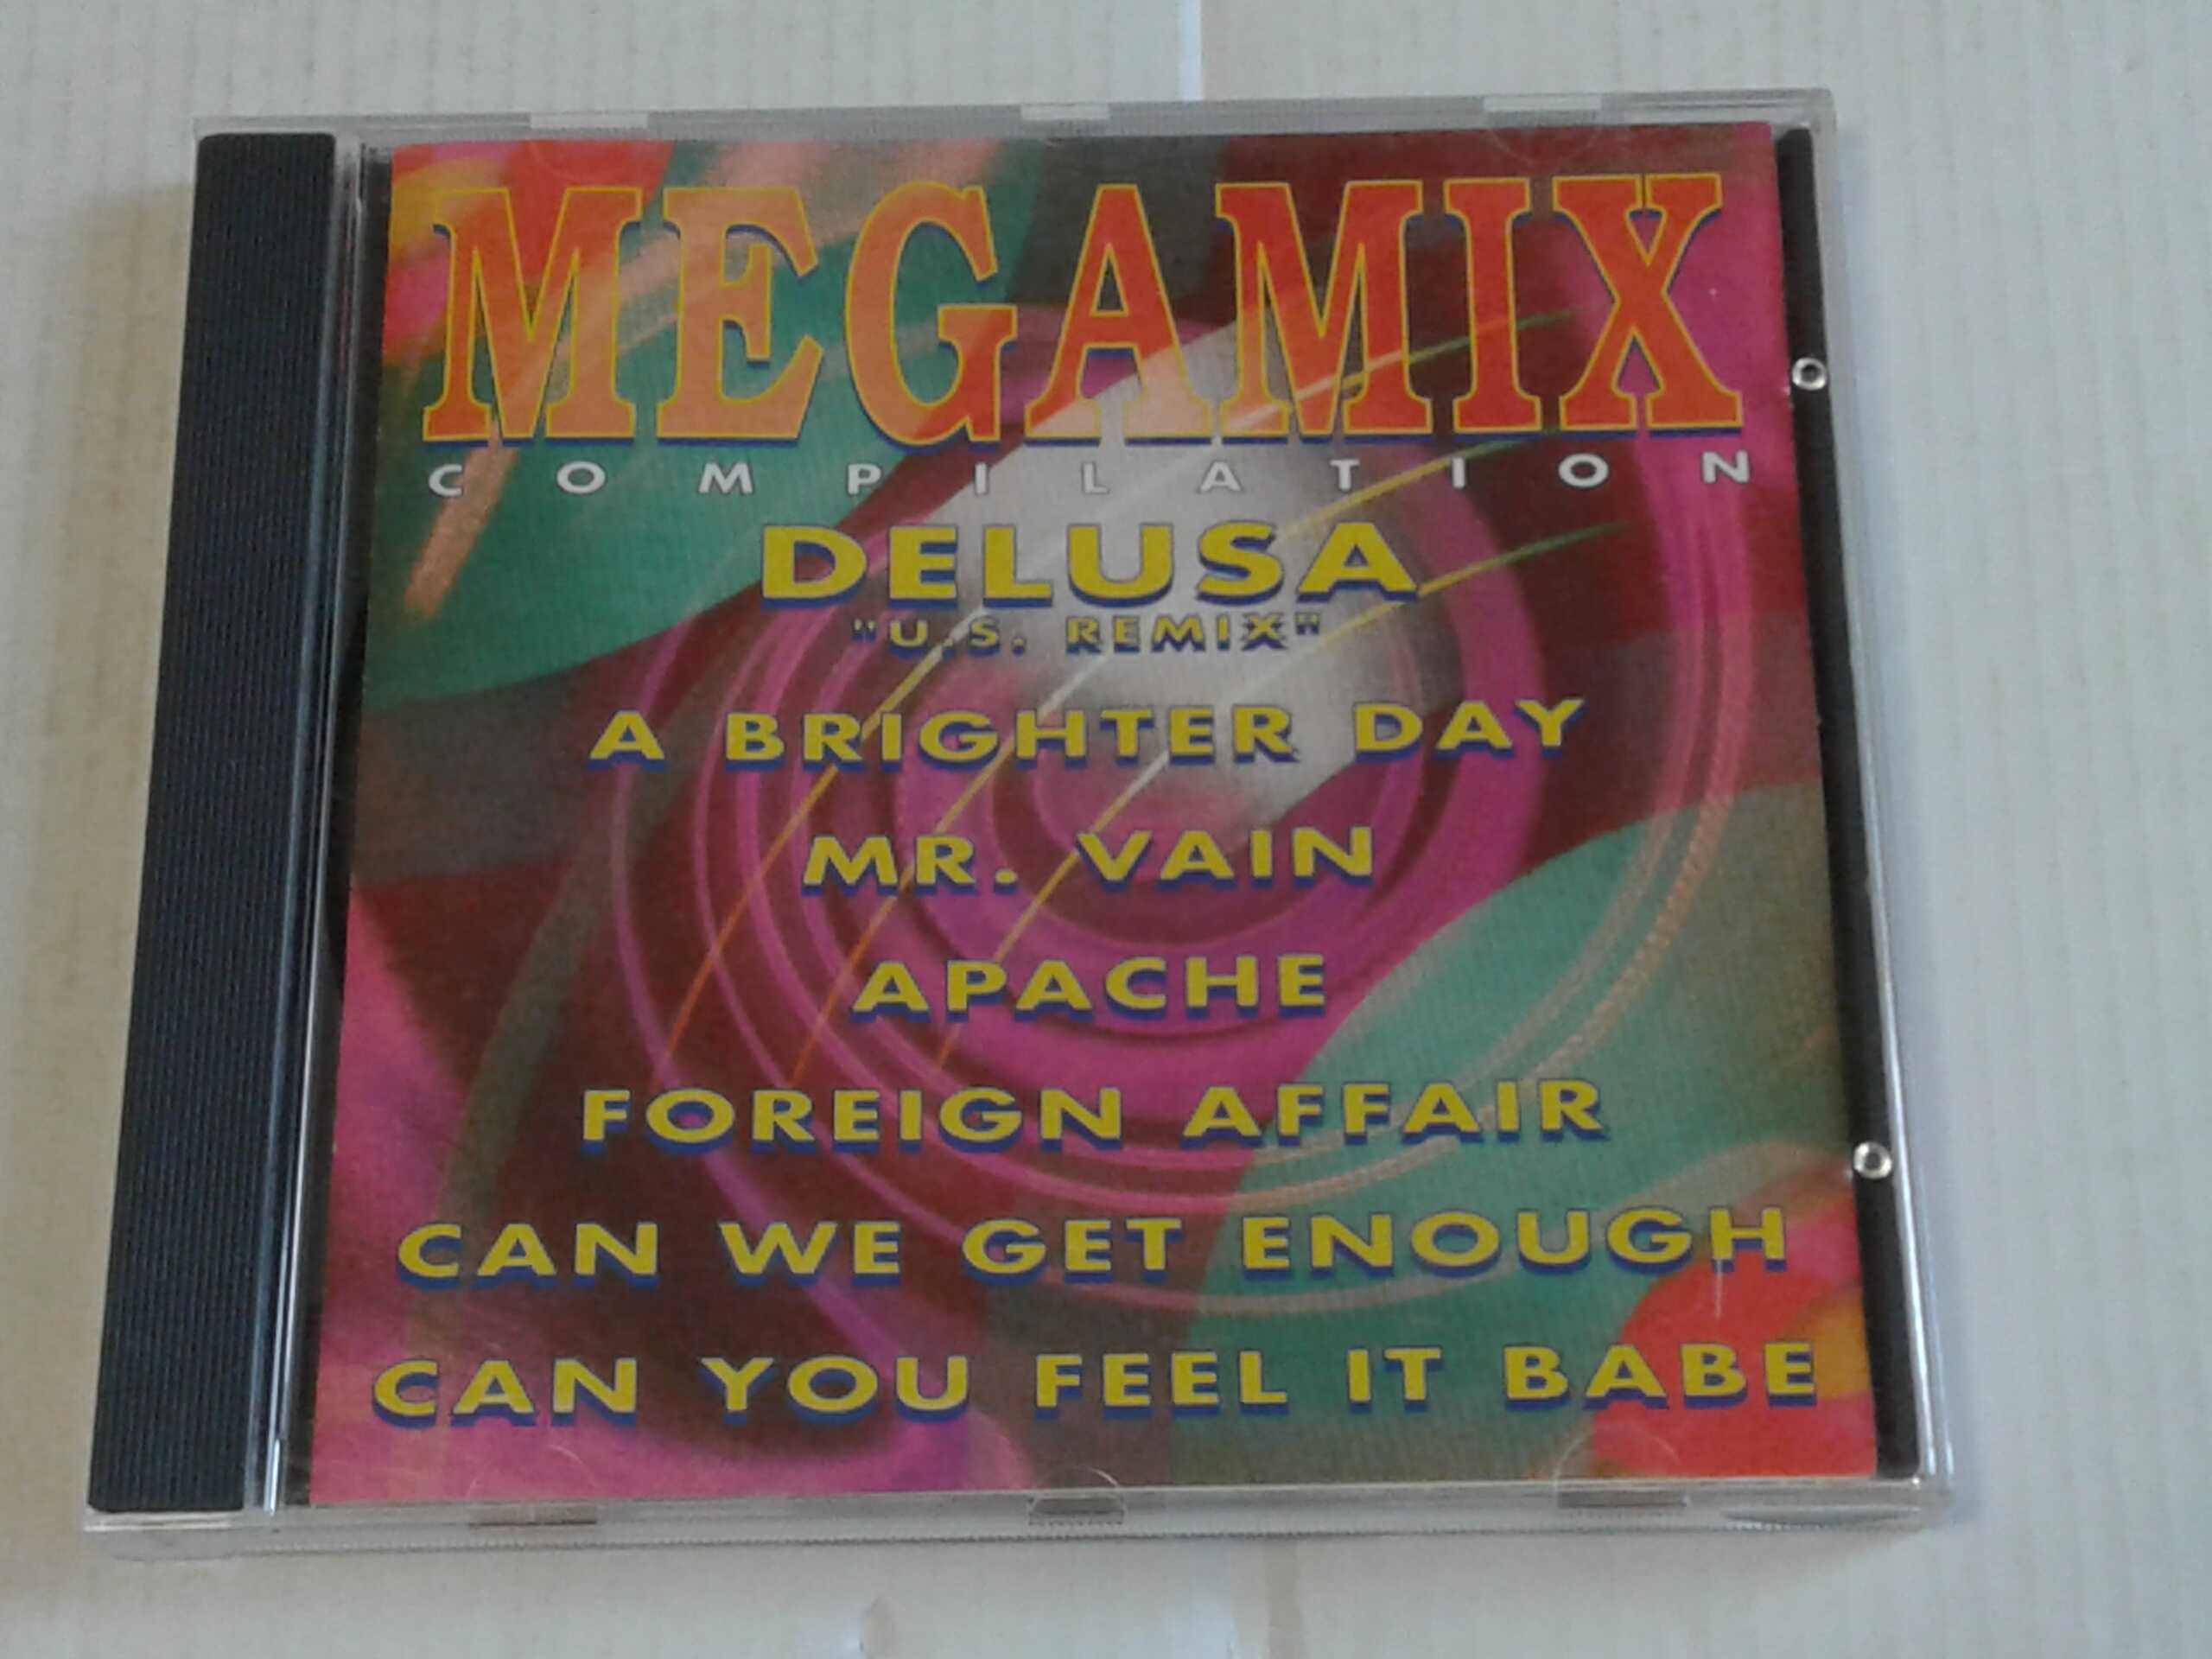 MEGAMIX
COMPILATION
DELUSA
"U.S. REMIX"
A BRIGHTER DAY
MR. VAIN
APACHE
FOREIGN AFFAIR
CAN WE GET ENOUGH
CAN YOU FEEL IT BABE